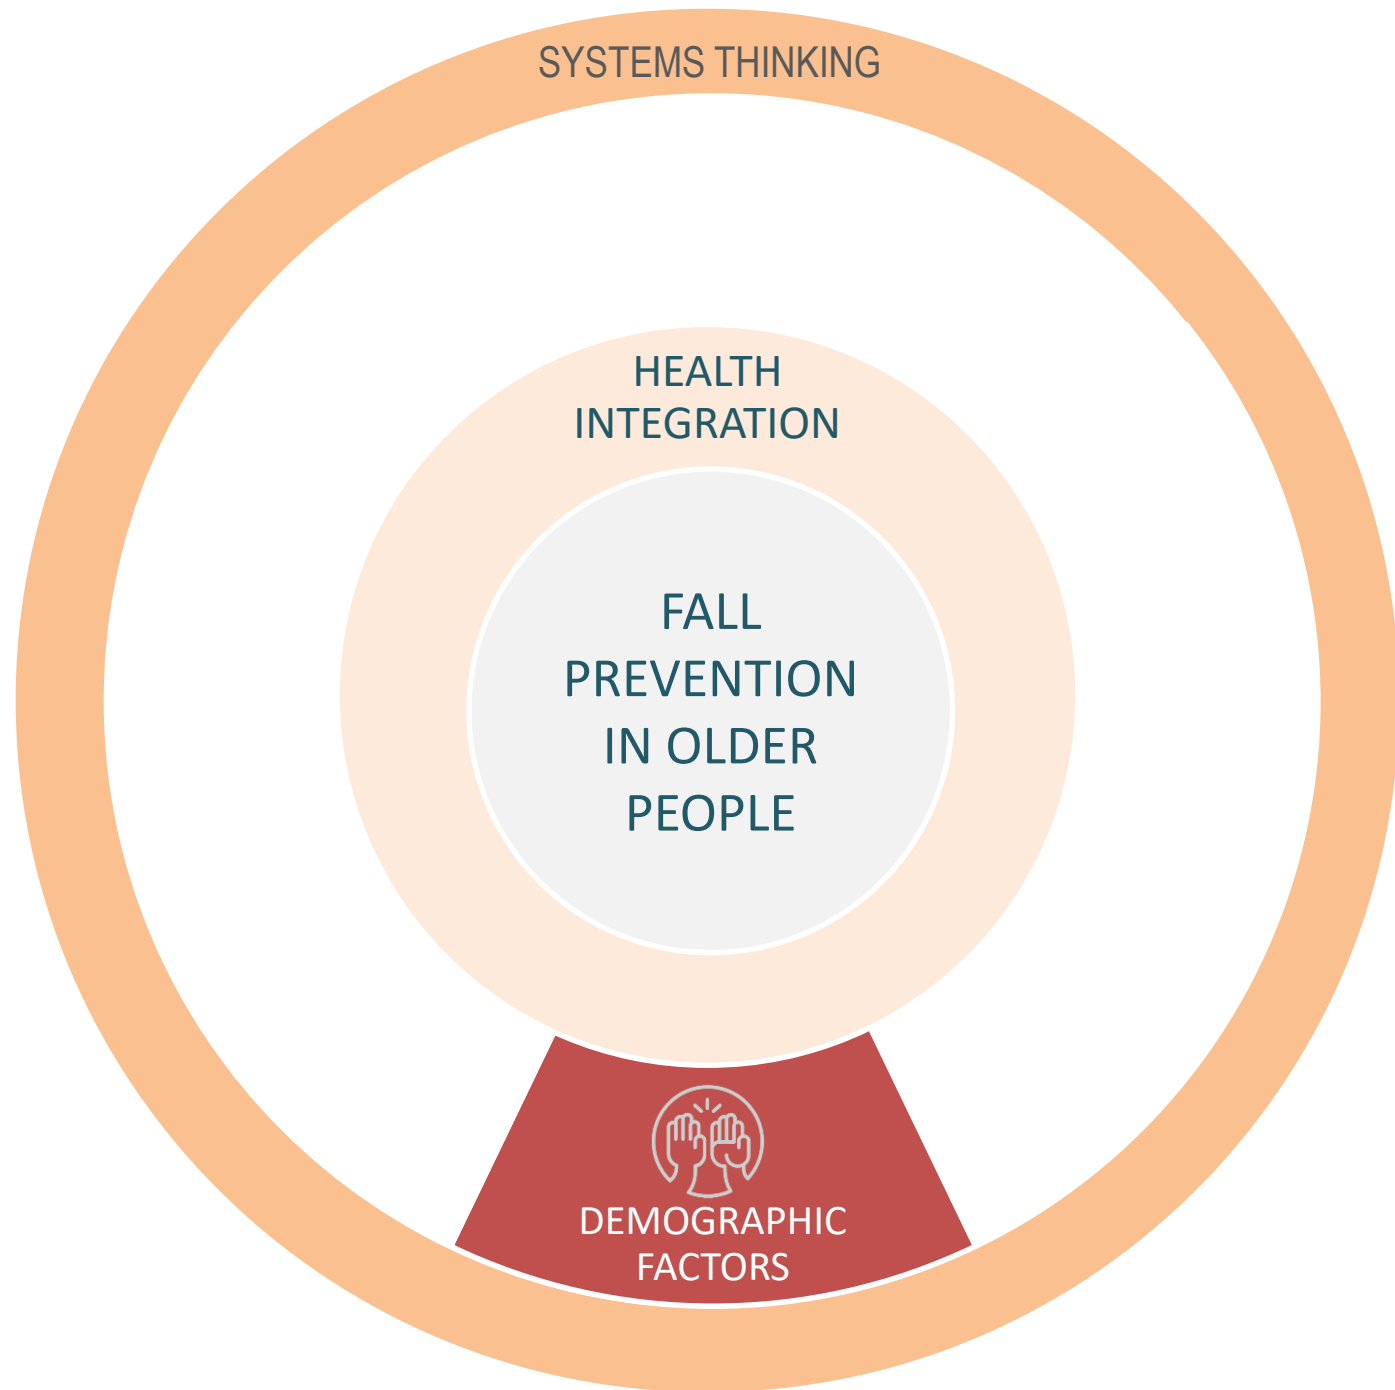 SYSTEMS THINKING
HEALTH
INTEGRATION
FALL
PREVENTION
IN OLDER
PEOPLE
DEMOGRAPHIC
FACTORS